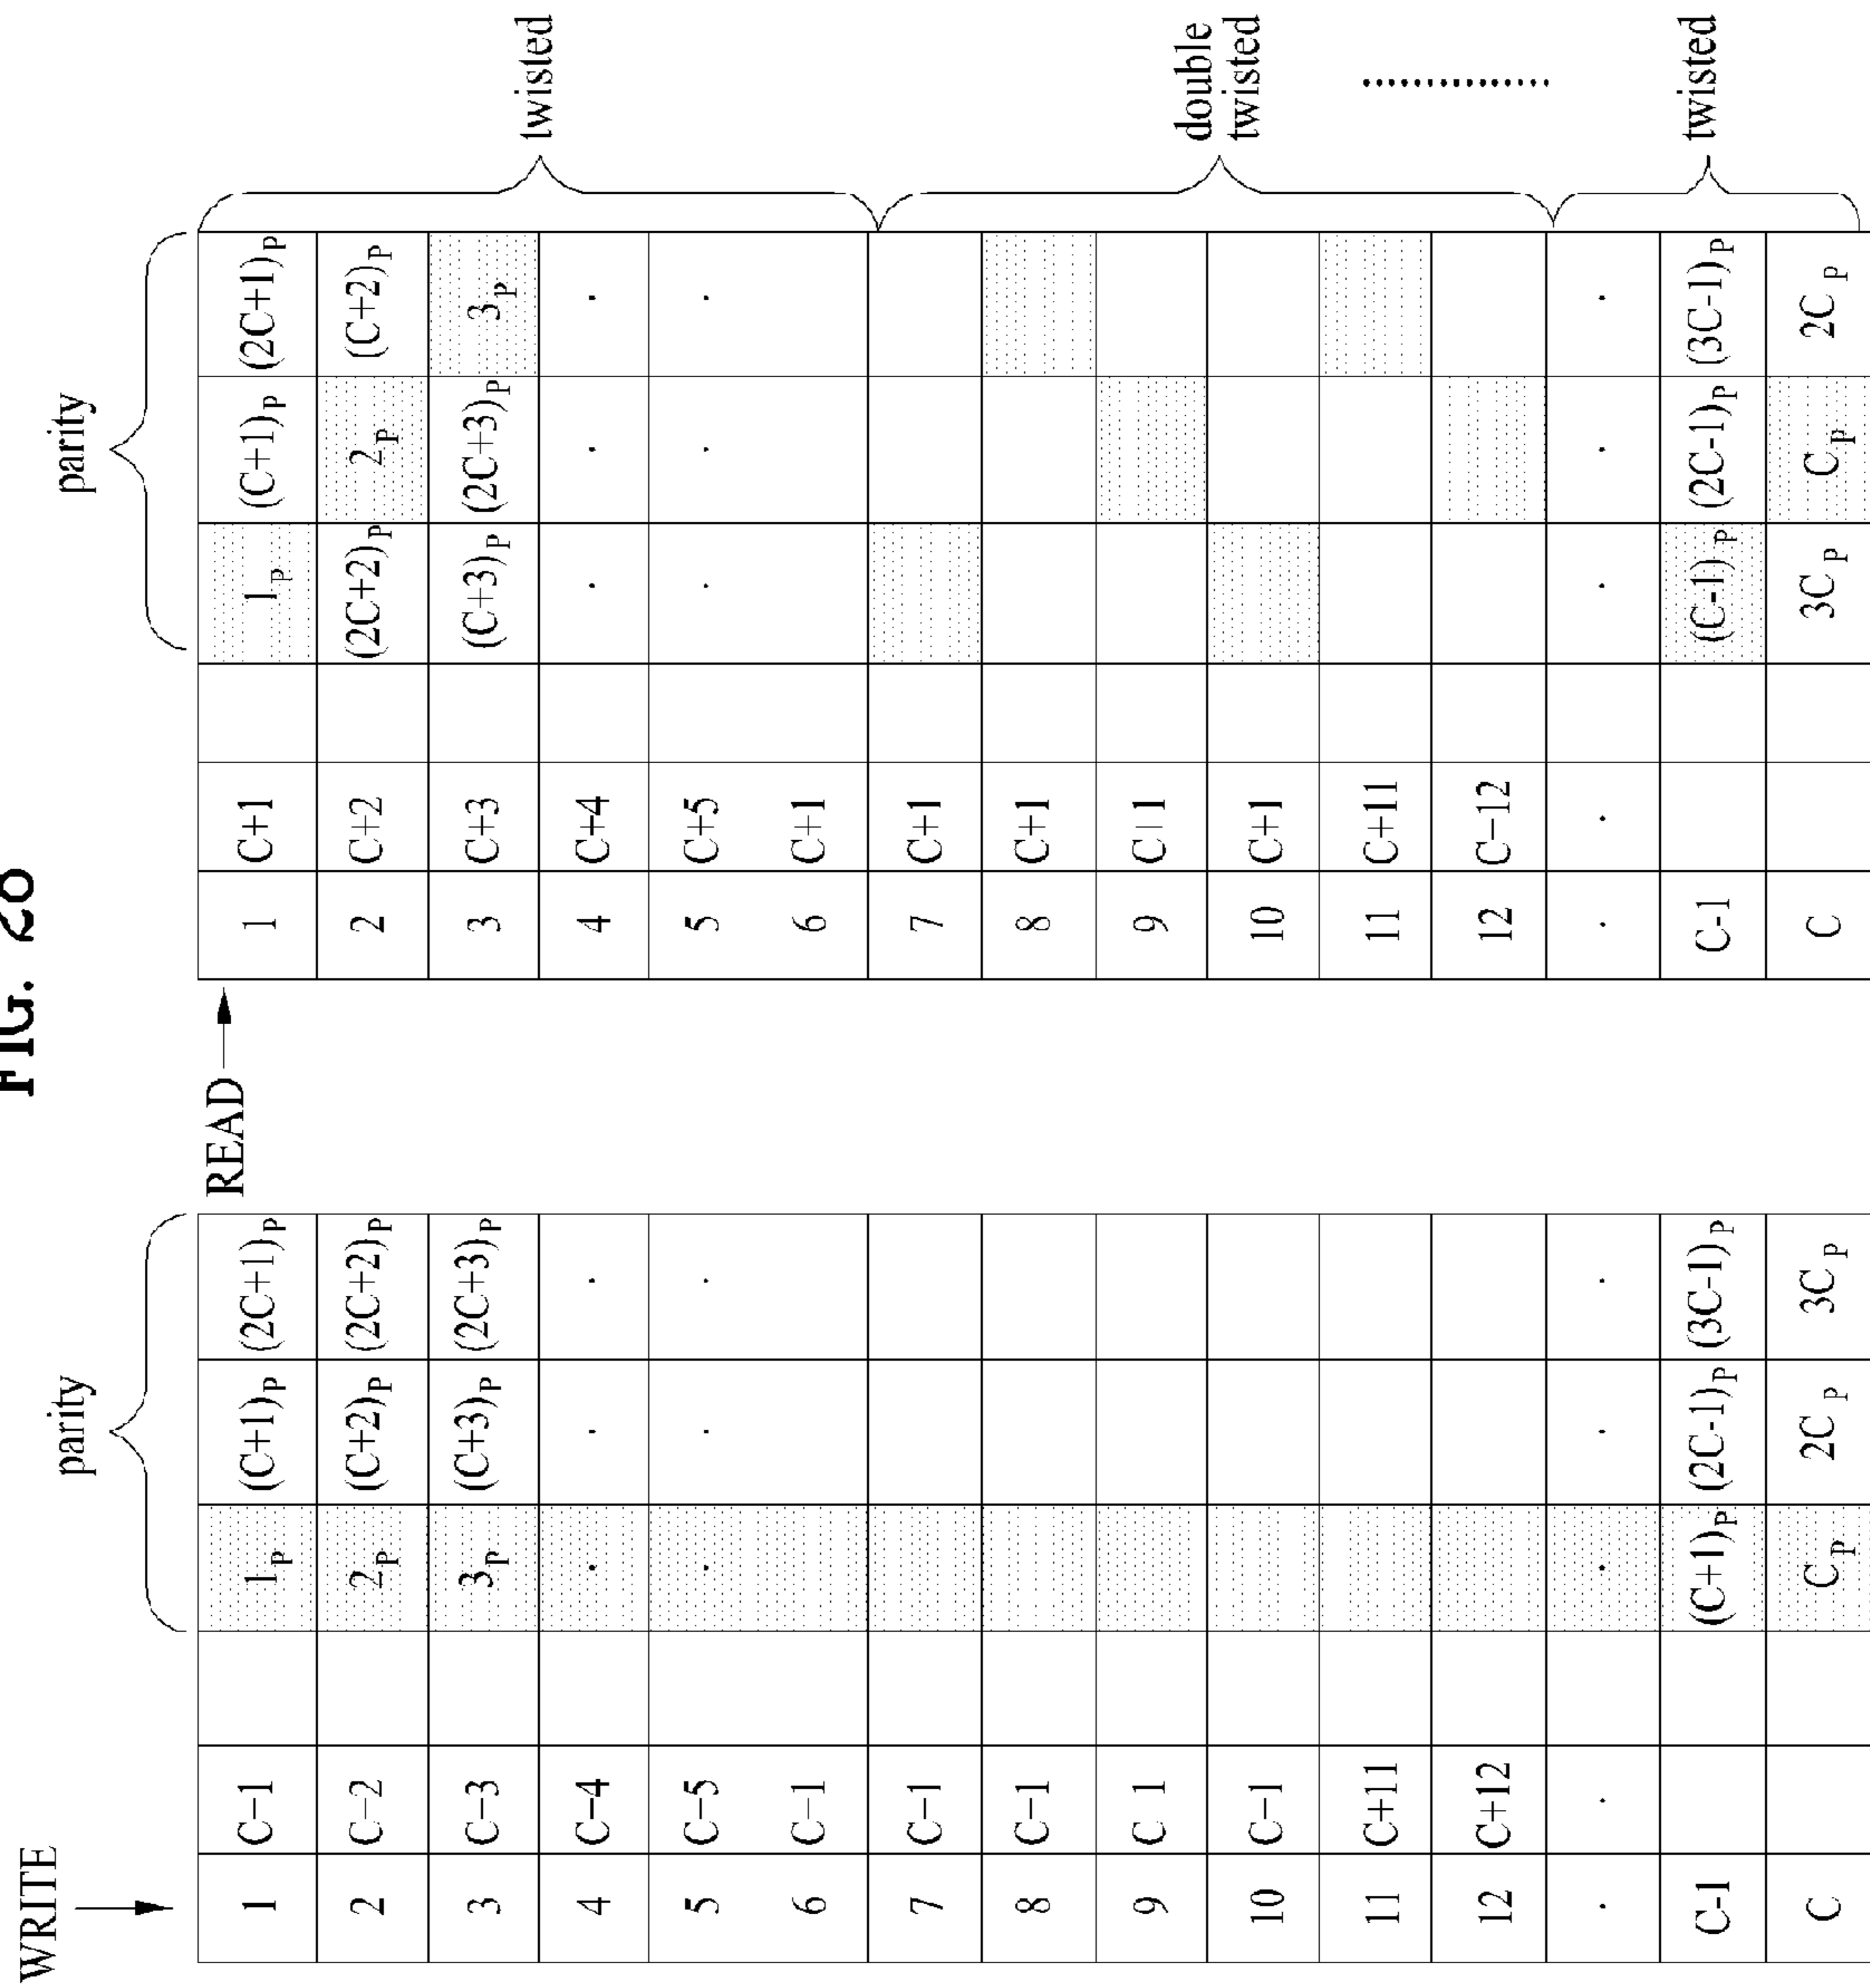 FIG.
WRITE
parity
parity
READ
1 C−1 1P (C+1)P (2C+1)P
2 C−2 2P (C+2)P (2C+2)P
3 C−3 3P (C+3)P (2C+3)P
4 C−4 . . .
5 C−5 . . .
6 C−1
7 C−1
8 C−1
9 C 1
10 C−1
11 C+11
12 C+12
. . . . .
C-1 (C+1)P (2C-1)P (3C-1)P
C CP 2CP 3CP
1 C+1 1P (C+1)P (2C+1)P
2 C+2 (2C+2)P 2P (C+2)P
3 C+3 (C+3)P (2C+3)P 3P
4 C+4 . . .
5 C+5 . . .
6 C+1
7 C+1
8 C+1
9 C+1
10 C+1
11 C+11
12 C−12
. . . . .
C-1 (C-1)P (2C-1)P (3C-1)P
C 3CP CP 2CP
twisted
double
twisted
twisted